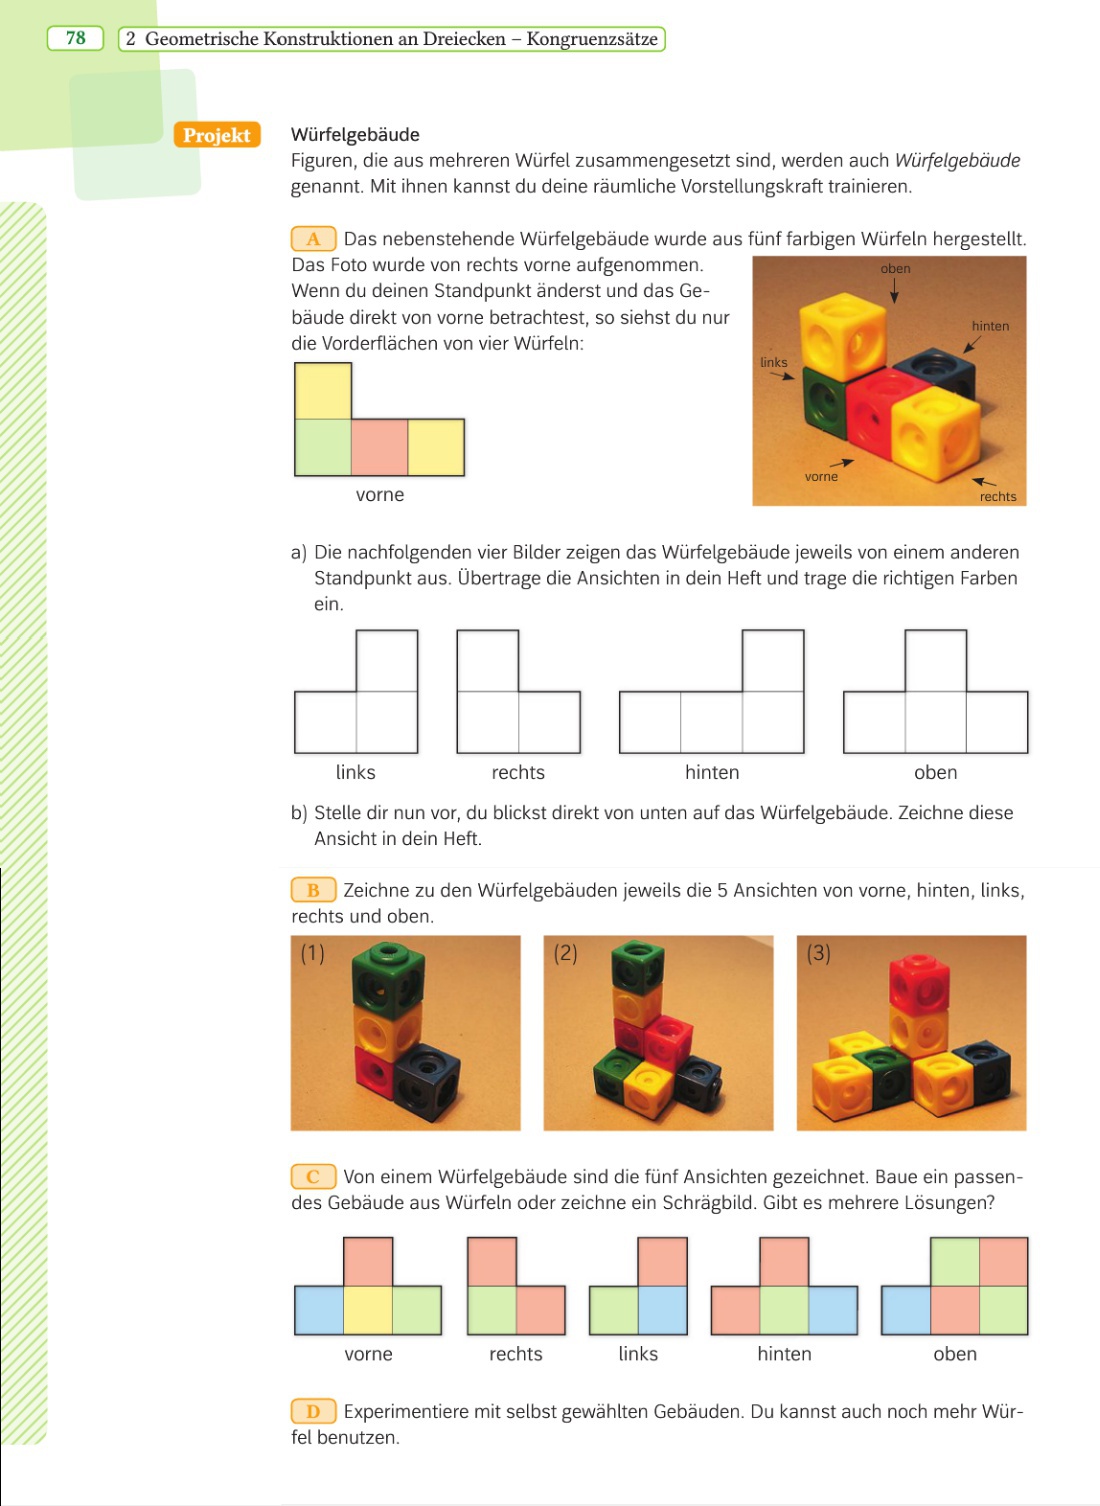 78
2 Geometrische Konstruktionen an Dreiecken – Kongruenzsätze
Projekt
Würfelgebäude
Figuren, die aus mehreren Würfel zusammengesetzt sind, werden auch Würfelgebäude
genannt. Mit ihnen kannst du deine räumliche Vorstellungskraft trainieren.
A Das nebenstehende Würfelgebäude wurde aus fünf farbigen Würfeln hergestellt.
Das Foto wurde von rechts vorne aufgenommen.
Wenn du deinen Standpunkt änderst und das Ge-
bäude direkt von vorne betrachtest, so siehst du nur
die Vorderflächen von vier Würfeln:
vorne
oben
hinten
links
vorne
rechts
a) Die nachfolgenden vier Bilder zeigen das Würfelgebäude jeweils von einem anderen
Standpunkt aus. Übertrage die Ansichten in dein Heft und trage die richtigen Farben
ein.
links rechts hinten oben
b) Stelle dir nun vor, du blickst direkt von unten auf das Würfelgebäude. Zeichne diese
Ansicht in dein Heft.
B Zeichne zu den Würfelgebäuden jeweils die 5 Ansichten von vorne, hinten, links,
rechts und oben.
(1) (2) (3)
C Von einem Würfelgebäude sind die fünf Ansichten gezeichnet. Baue ein passen-
des Gebäude aus Würfeln oder zeichne ein Schrägbild. Gibt es mehrere Lösungen?
vorne rechts links hinten oben
D Experimentiere mit selbst gewählten Gebäuden. Du kannst auch noch mehr Wür-
fel benutzen.